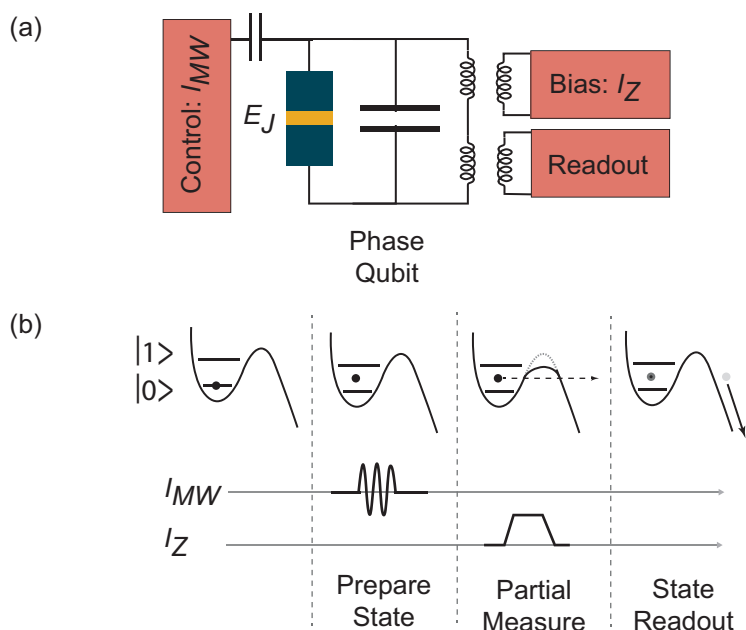 (a)
Control: I_MW
E_J
Bias: I_Z
Readout
Phase
Qubit
(b)
|1>
|0>
I_MW
I_Z
Prepare
State
Partial
Measure
State
Readout